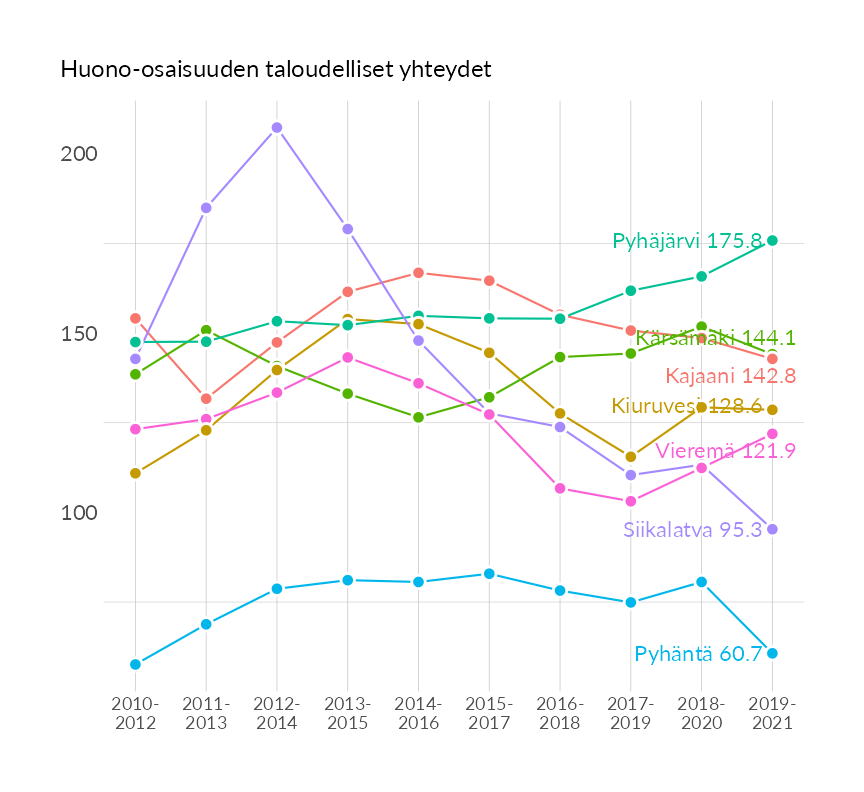 Huono-osaisuuden taloudelliset yhteydet
200
Pyhäjärvi 175.8
150
Kärsämäki 144.1
Kajaani 142.8
Kiuruvesi 128.6
Vieremä 121.9
100
Siikalatva 95.3
Pyhäntä 60.7
2010- 2011- 2012- 2013- 2014- 2015- 2016- 2017- 2018- 2019-
2012 2013 2014 2015 2016 2017 2018 2019 2020 2021